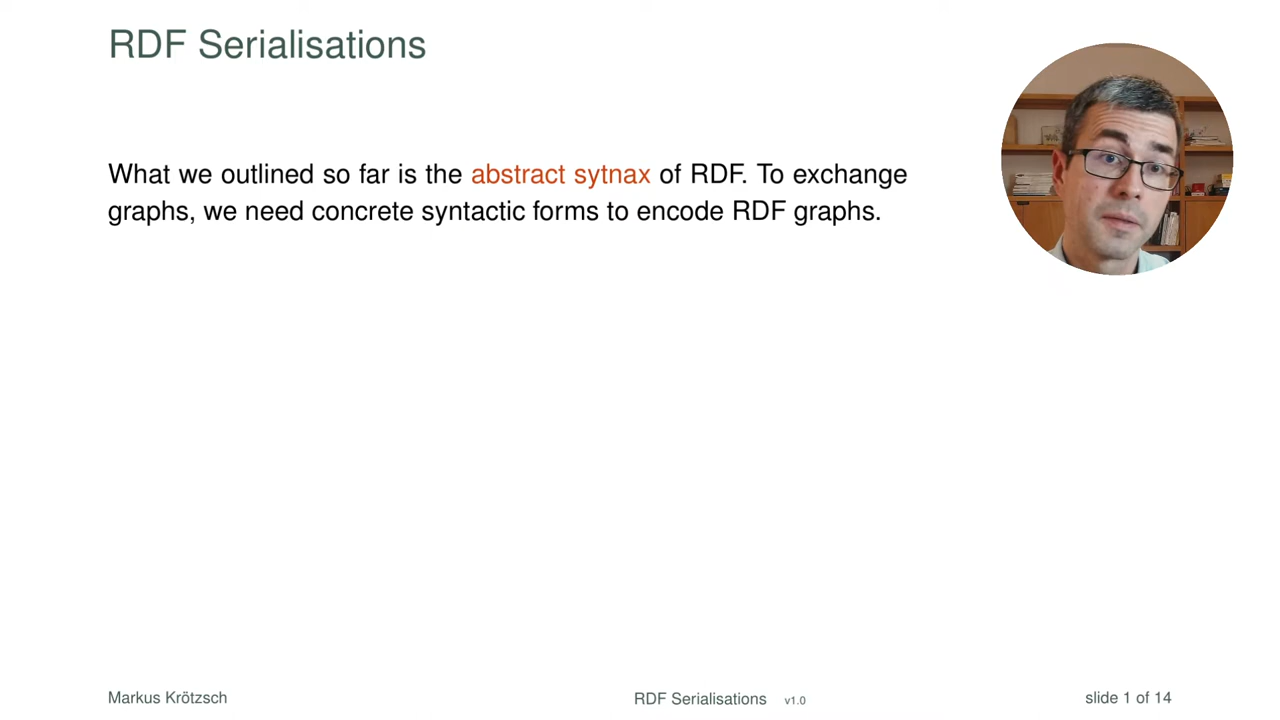 RDF Serialisations
What we outlined so far is the abstract sytnax of RDF. To exchange
graphs, we need concrete syntactic forms to encode RDF graphs.
Markus Krötzsch
RDF Serialisations v1.0
slide 1 of 14